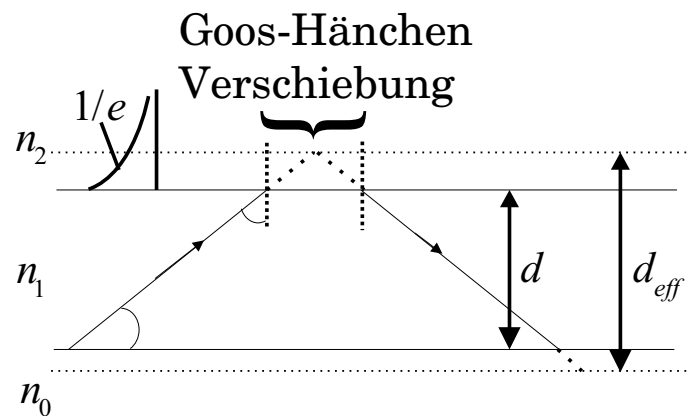 Goos-Hänchen
Verschiebung
1/e
n2
n1
d
deff
n0